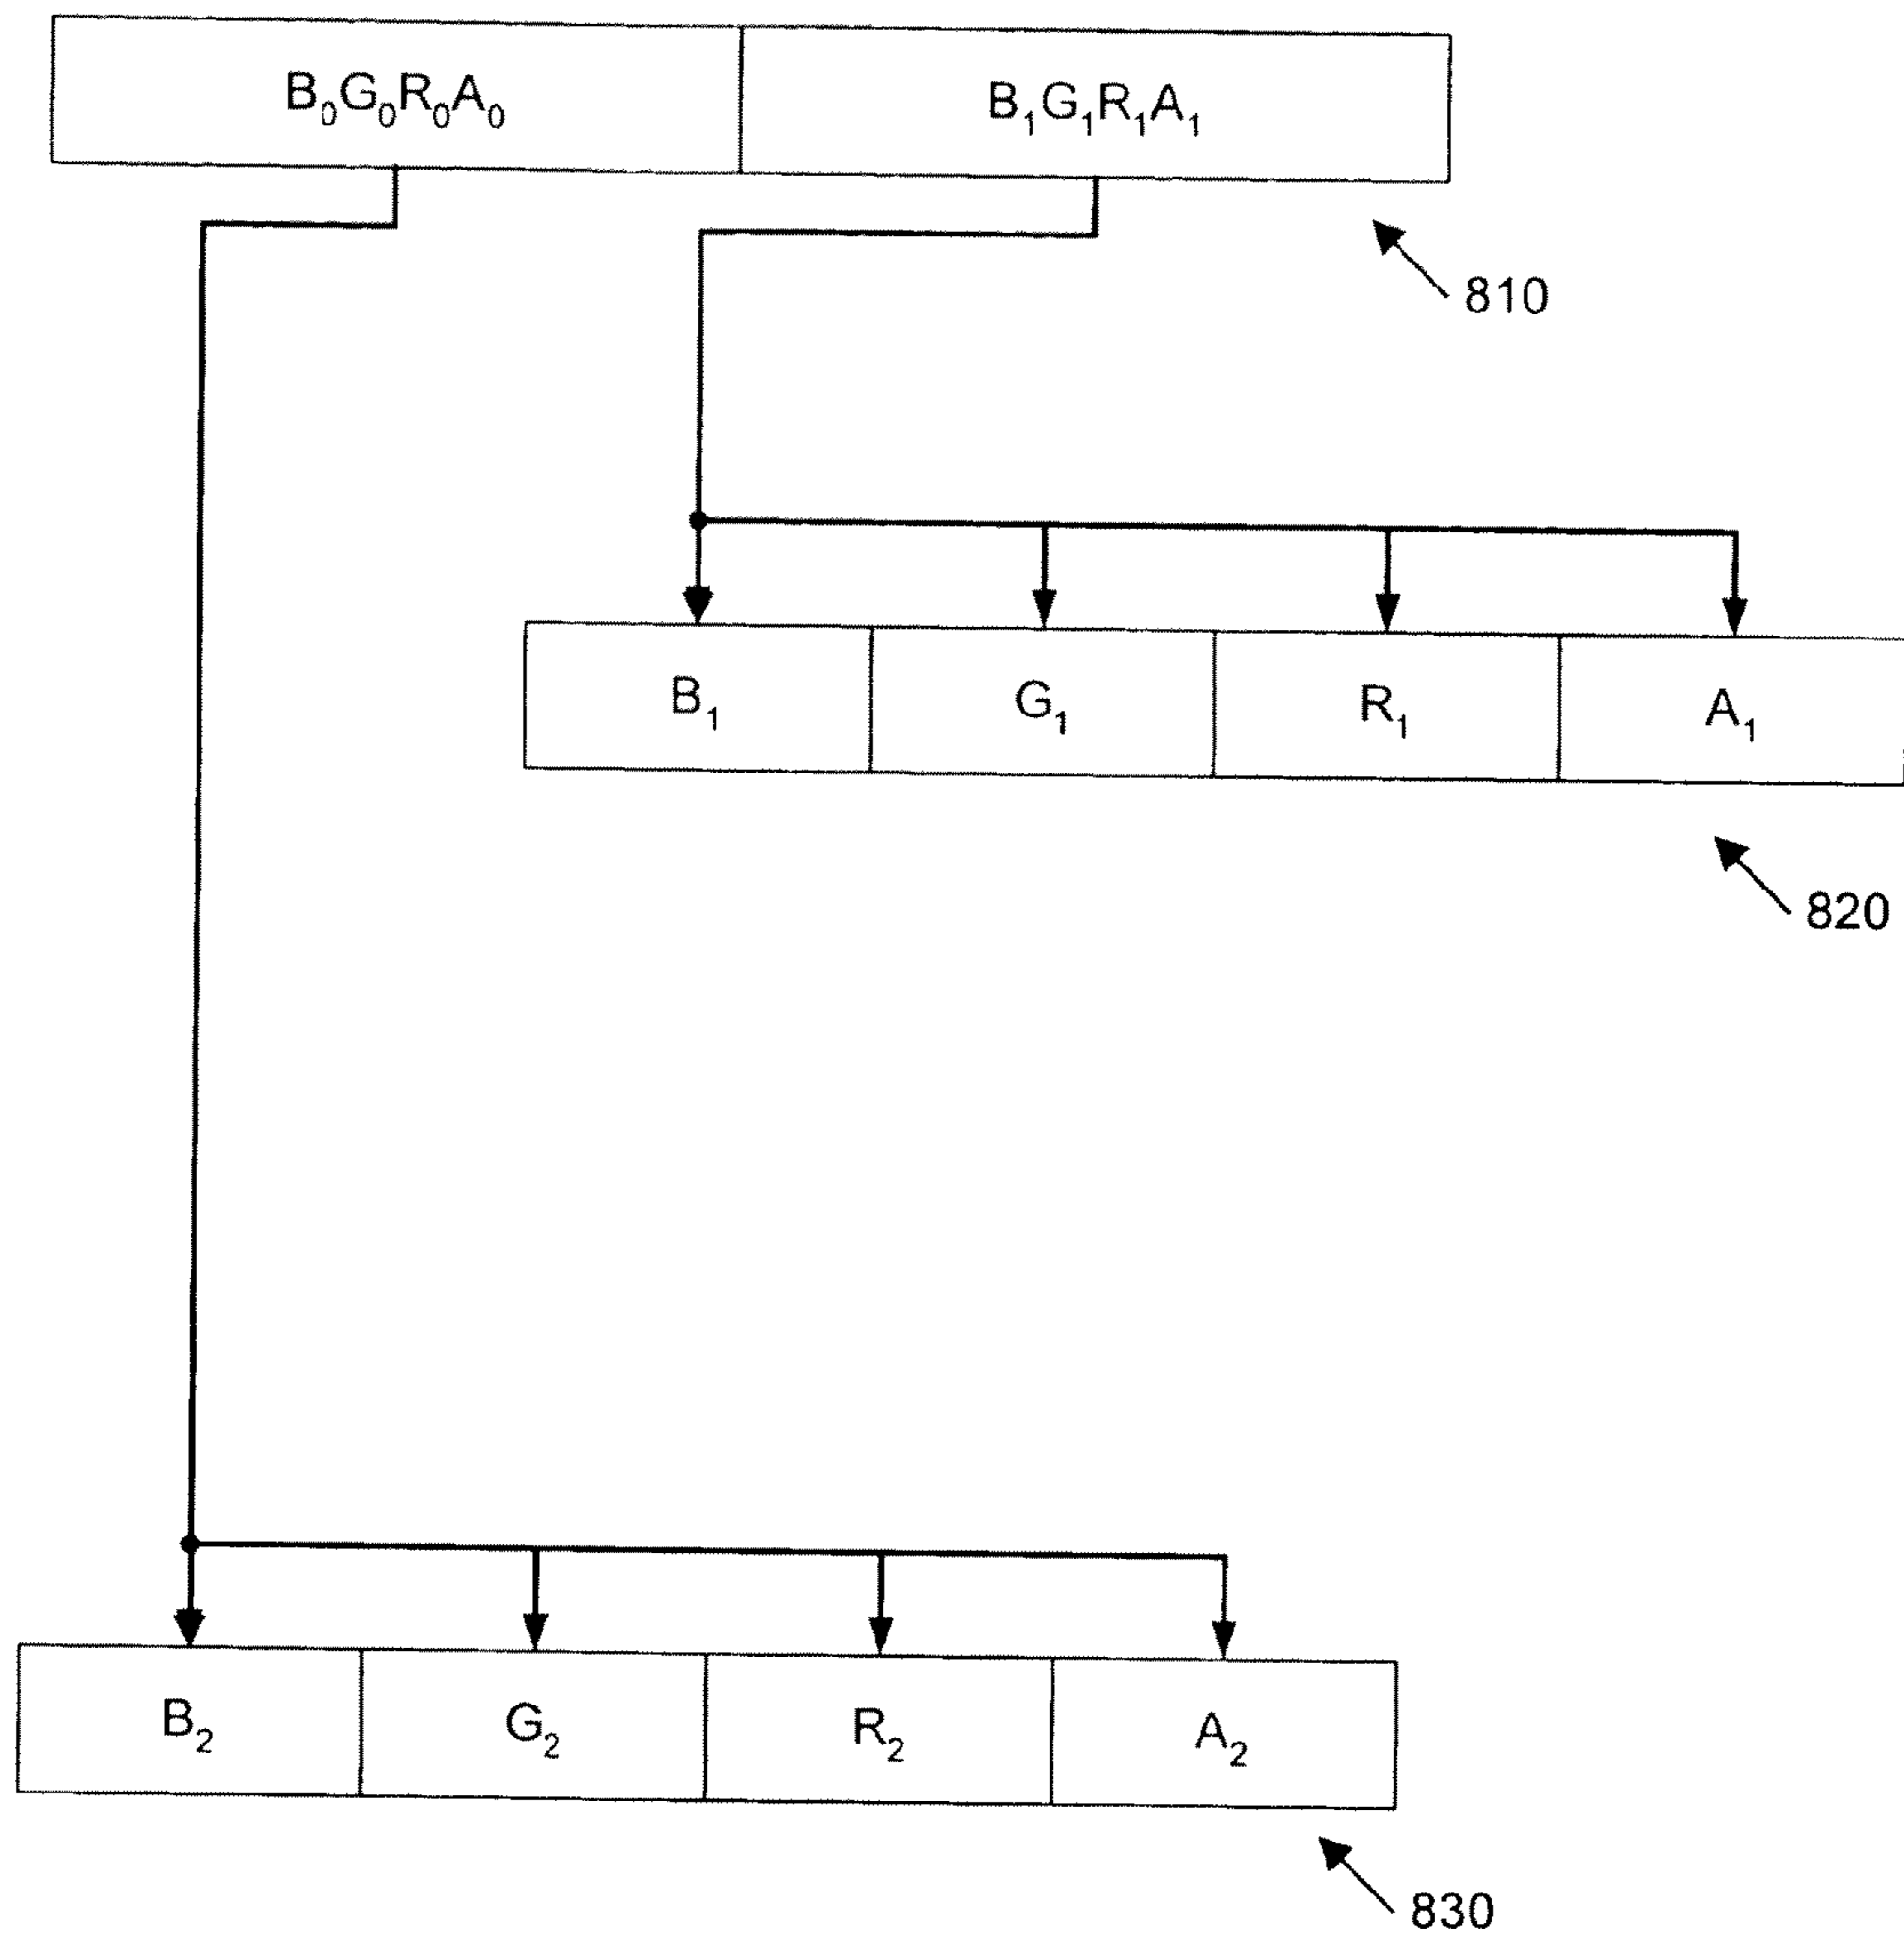 B₀G₀R₀A₀
B₁G₁R₁A₁
810
B₁
G₁
R₁
A₁
820
B₂
G₂
R₂
A₂
830